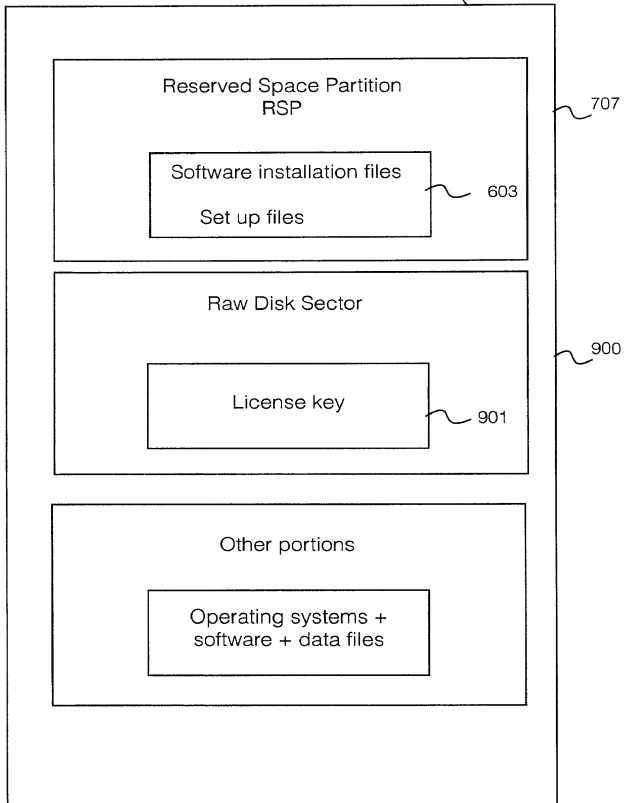 Reserved Space Partition
RSP
707
Software installation files
603
Set up files
Raw Disk Sector
900
License key
901
Other portions
Operating systems +
software + data files